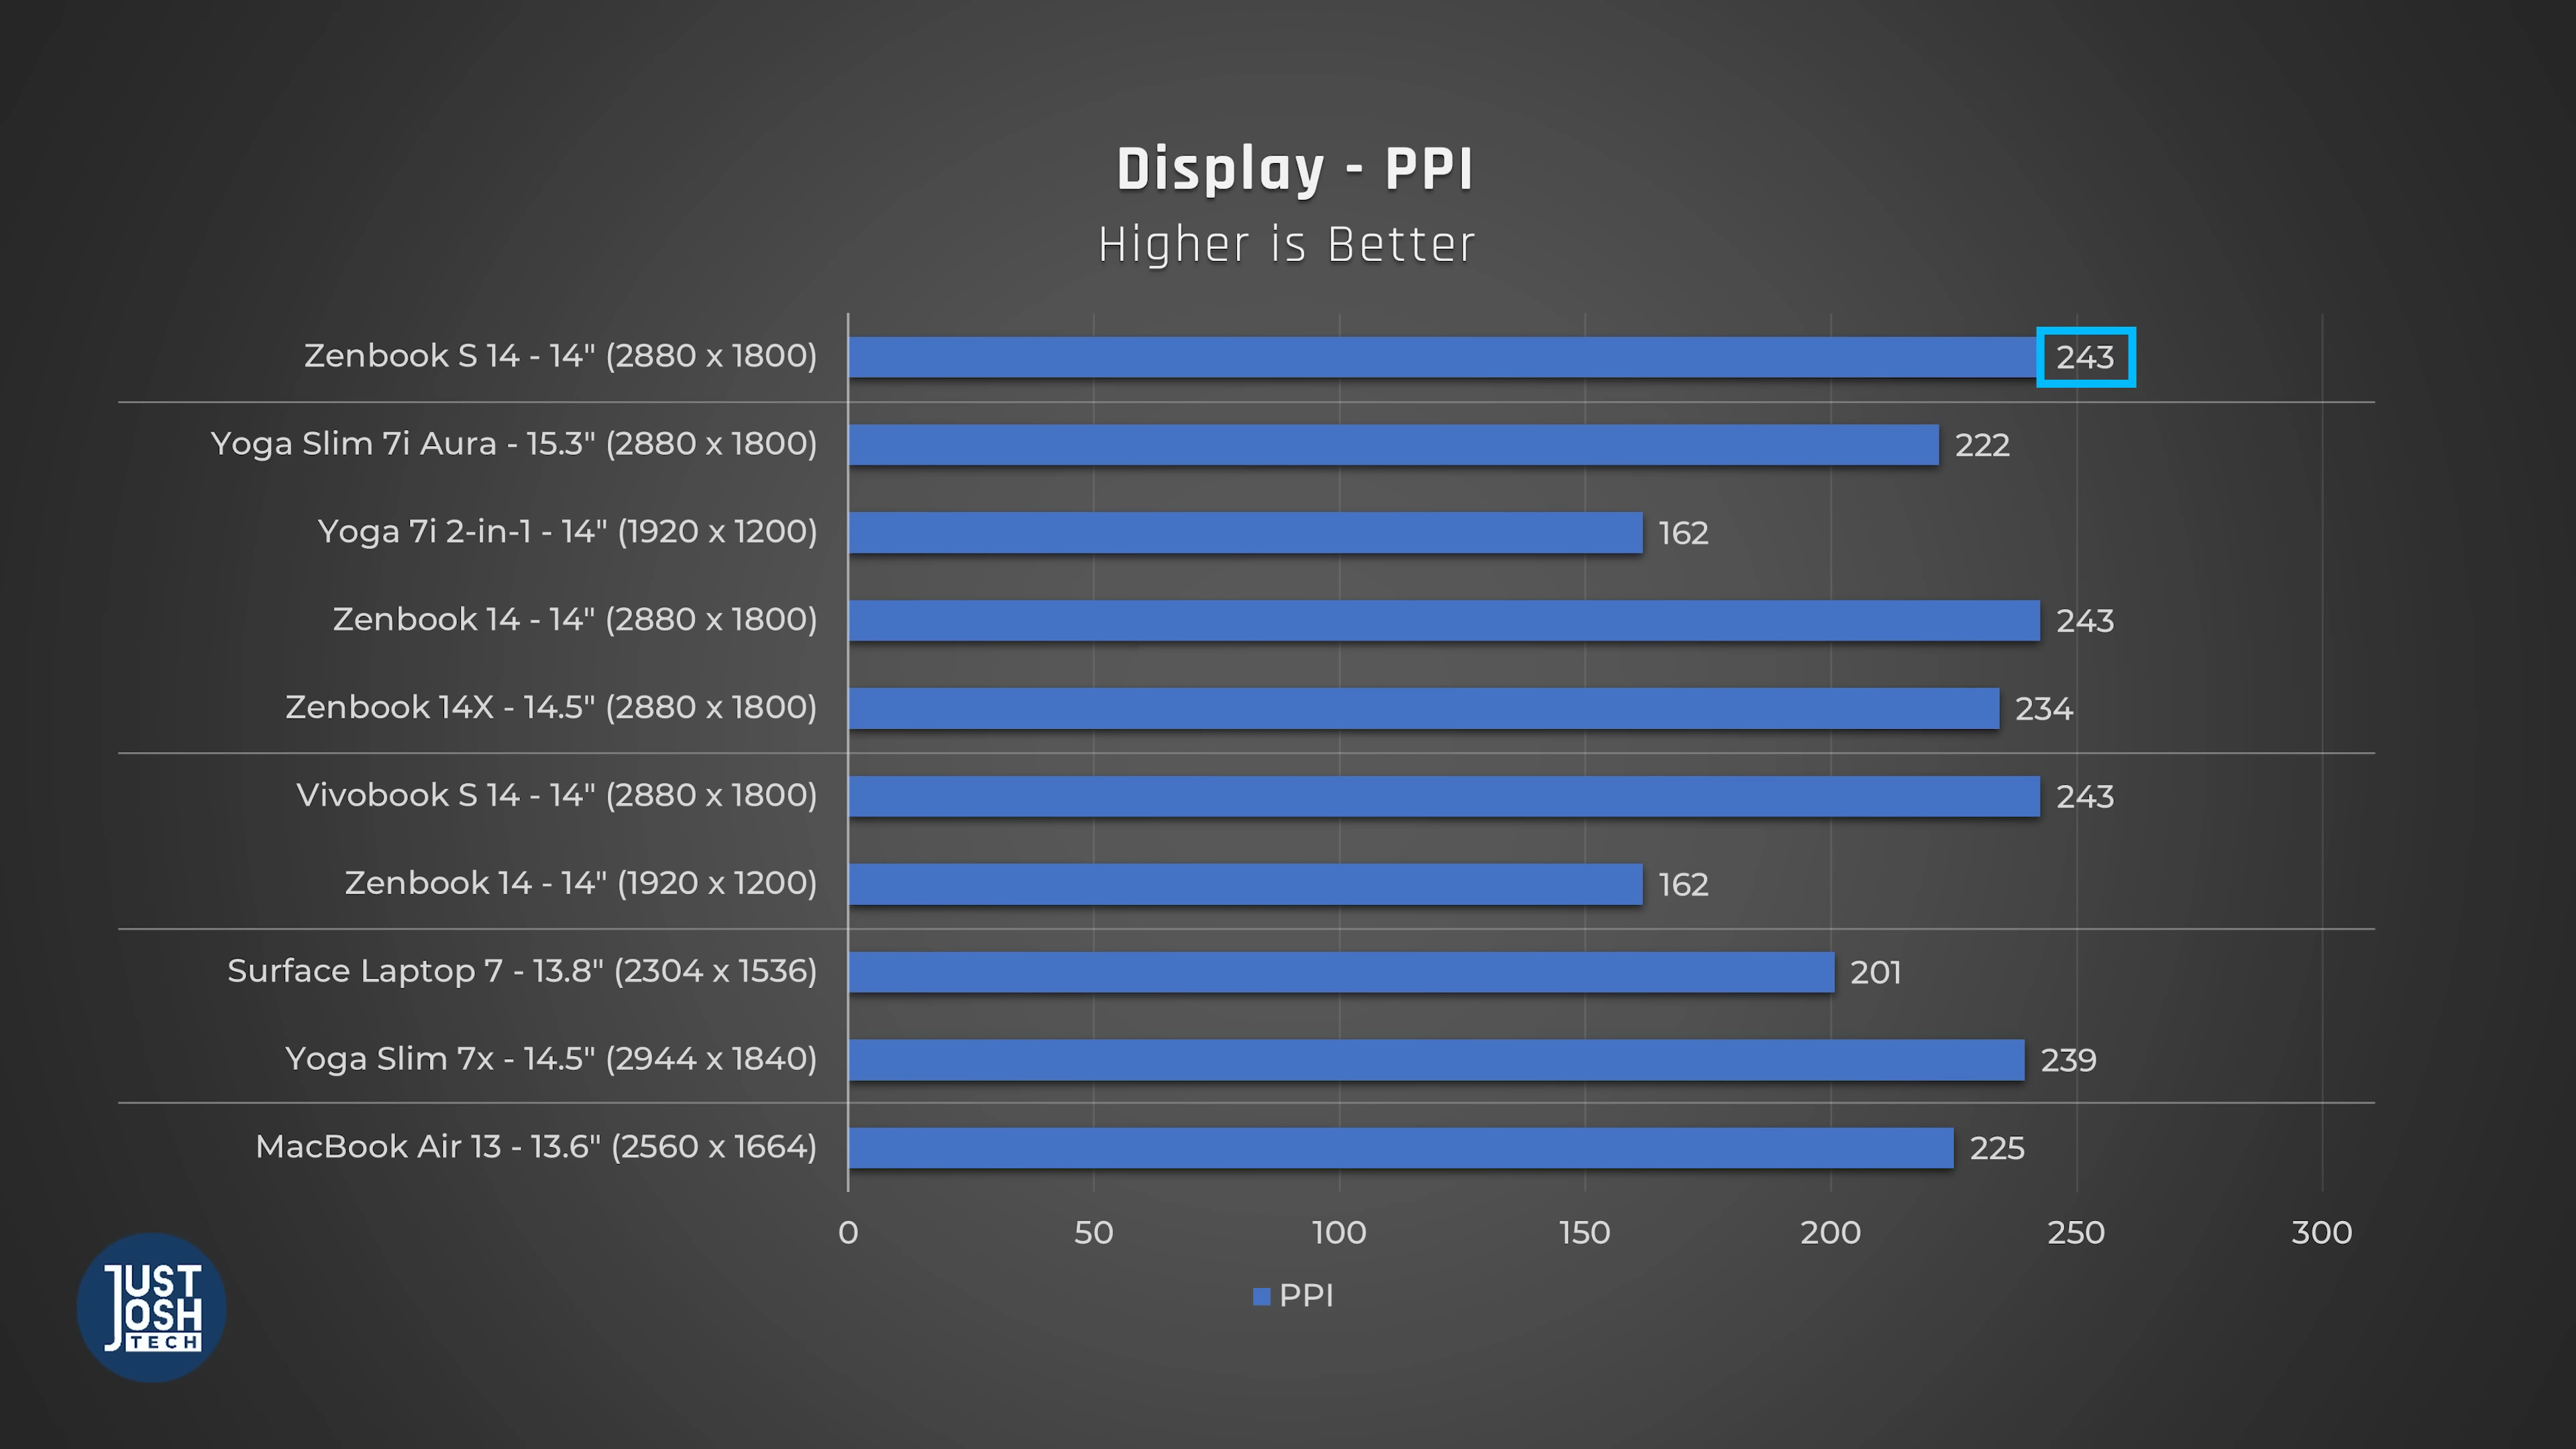 Display - PPI
Higher is Better
Zenbook S 14 - 14" (2880 x 1800) 243
Yoga Slim 7i Aura - 15.3" (2880 x 1800) 222
Yoga 7i 2-in-1 - 14" (1920 x 1200) 162
Zenbook 14 - 14" (2880 x 1800) 243
Zenbook 14X - 14.5" (2880 x 1800) 234
Vivobook S 14 - 14" (2880 x 1800) 243
Zenbook 14 - 14" (1920 x 1200) 162
Surface Laptop 7 - 13.8" (2304 x 1536) 201
Yoga Slim 7x - 14.5" (2944 x 1840) 239
MacBook Air 13 - 13.6" (2560 x 1664) 225
0 50 100 150 200 250 300
PPI
JUST
JOSH
TECH